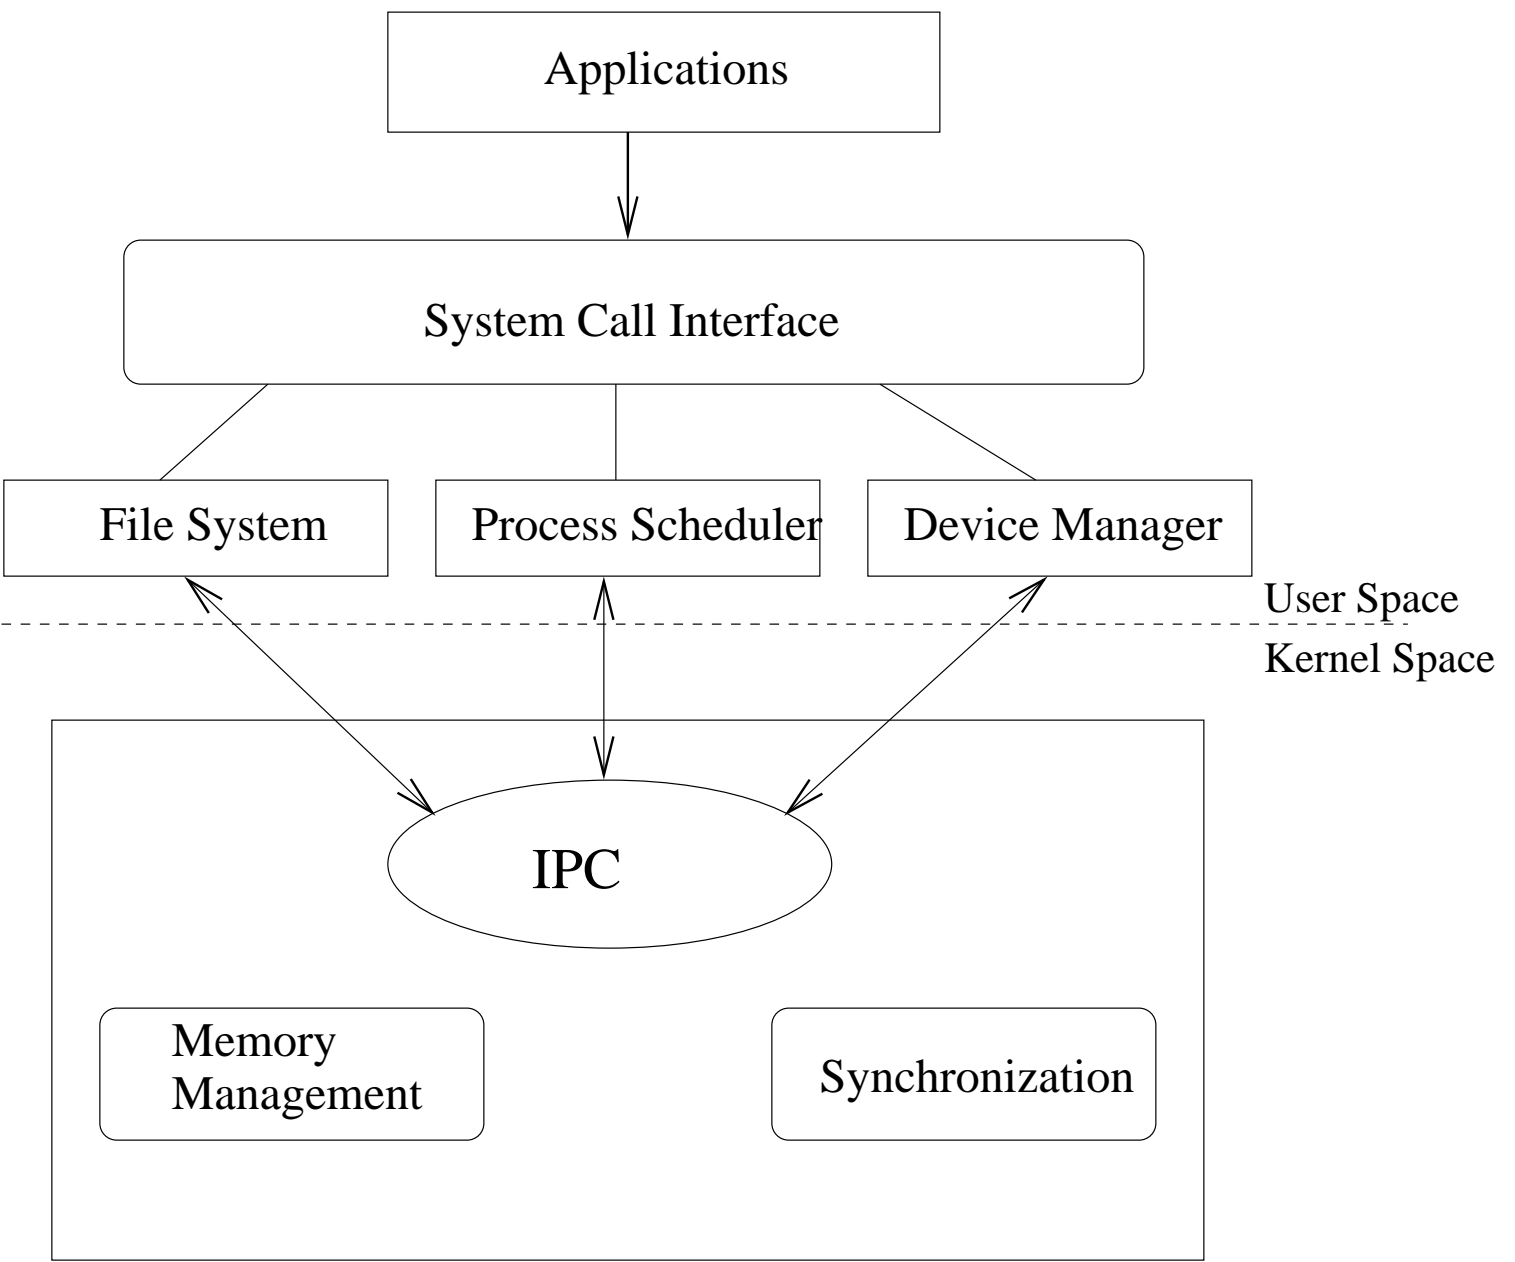 Applications
System Call Interface
File System
Process Scheduler
Device Manager
User Space
Kernel Space
IPC
Memory
Management
Synchronization